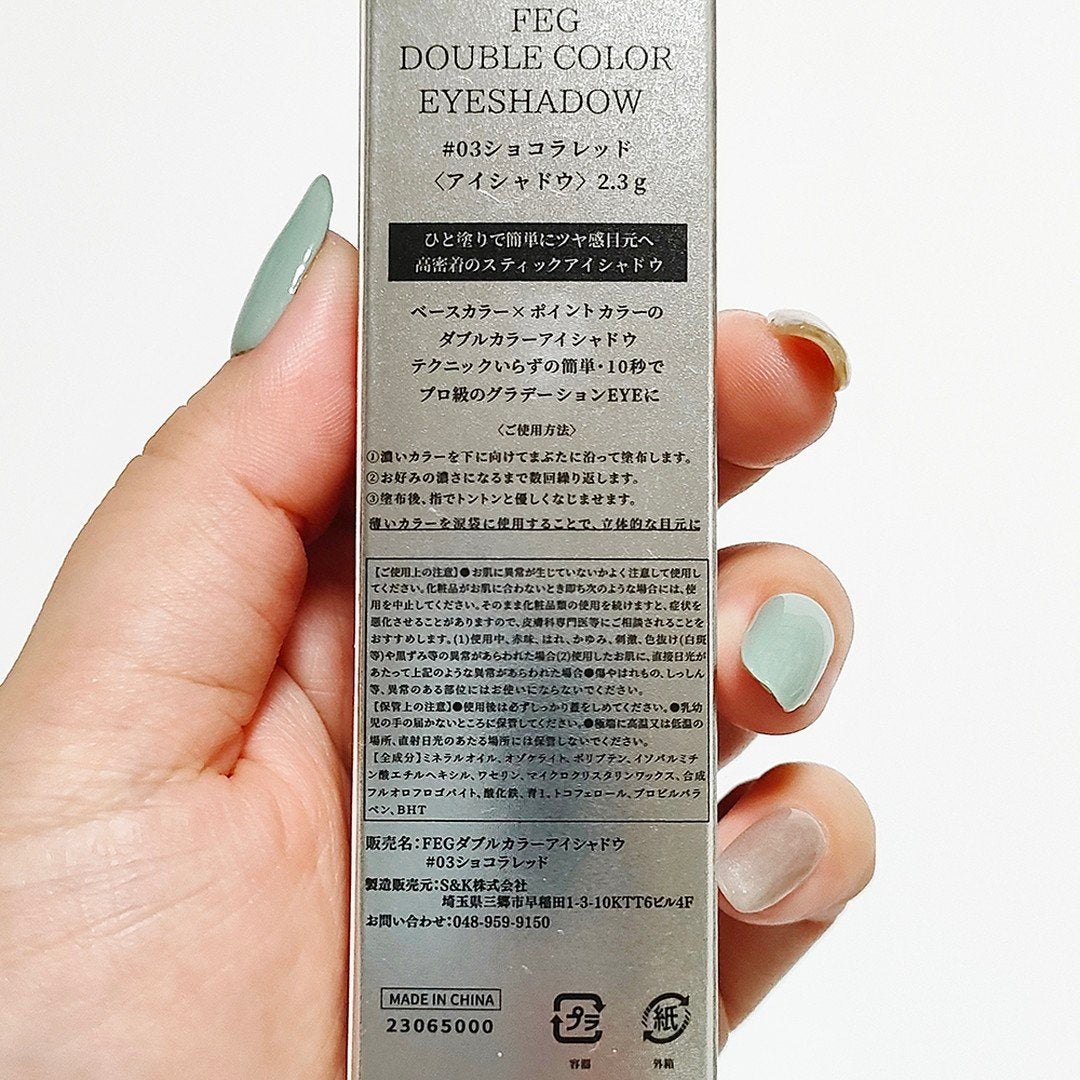 FEG
DOUBLE COLOR
EYESHADOW
#03ショコラレッド
〈アイシャドウ〉2.3g
ひと塗りで簡単にツヤ感目元へ
高密着のスティックアイシャドウ
ベースカラー×ポイントカラーの
ダブルカラーアイシャドウ
テクニックいらずの簡単・10秒で
プロ級のグラデーションEYEに
〈ご使用方法〉
①濃いカラーを下に向けてまぶたに沿って塗布します。
②お好みの濃さになるまで数回繰り返します。
③塗布後、指でトントンと優しくなじませます。
薄いカラーを涙袋に使用することで、立体的な目元に
【ご使用上の注意】●お肌に異常が生じていないかよく注意して使用し
てください。化粧品がお肌に合わないとき即ち次のような場合には、使
用を中止してください。そのまま化粧品類の使用を続けますと、症状を
悪化させることがありますので、皮膚科専門医等にご相談されることを
おすすめします。(1)使用中、赤味、はれ、かゆみ、刺激、色抜け(白斑
等)や黒ずみ等の異常があらわれた場合(2)使用したお肌に、直接日光が
あたって上記のような異常があらわれた場合●傷やはれもの、しっしん
等、異常のある部位にはお使いにならないでください。
【保管上の注意】●使用後は必ずしっかり蓋をしめてください。●乳幼
児の手の届かないところに保管してください。●極端に高温又は低温の
場所、直射日光のあたる場所には保管しないでください。
【全成分】ミネラルオイル、オゾケライト、ポリブテン、イソパルミチ
ン酸エチルヘキシル、ワセリン、マイクロクリスタリンワックス、合成
フルオロフロゴパイト、酸化鉄、青1、トコフェロール、プロピルパラ
ベン、BHT
販売名：FEGダブルカラーアイシャドウ
#03ショコラレッド
製造販売元：S&K株式会社
埼玉県三郷市早稲田1-3-10KTT6ビル4F
お問い合わせ：048-959-9150
MADE IN CHINA
23065000
プラ
容器
紙
外箱